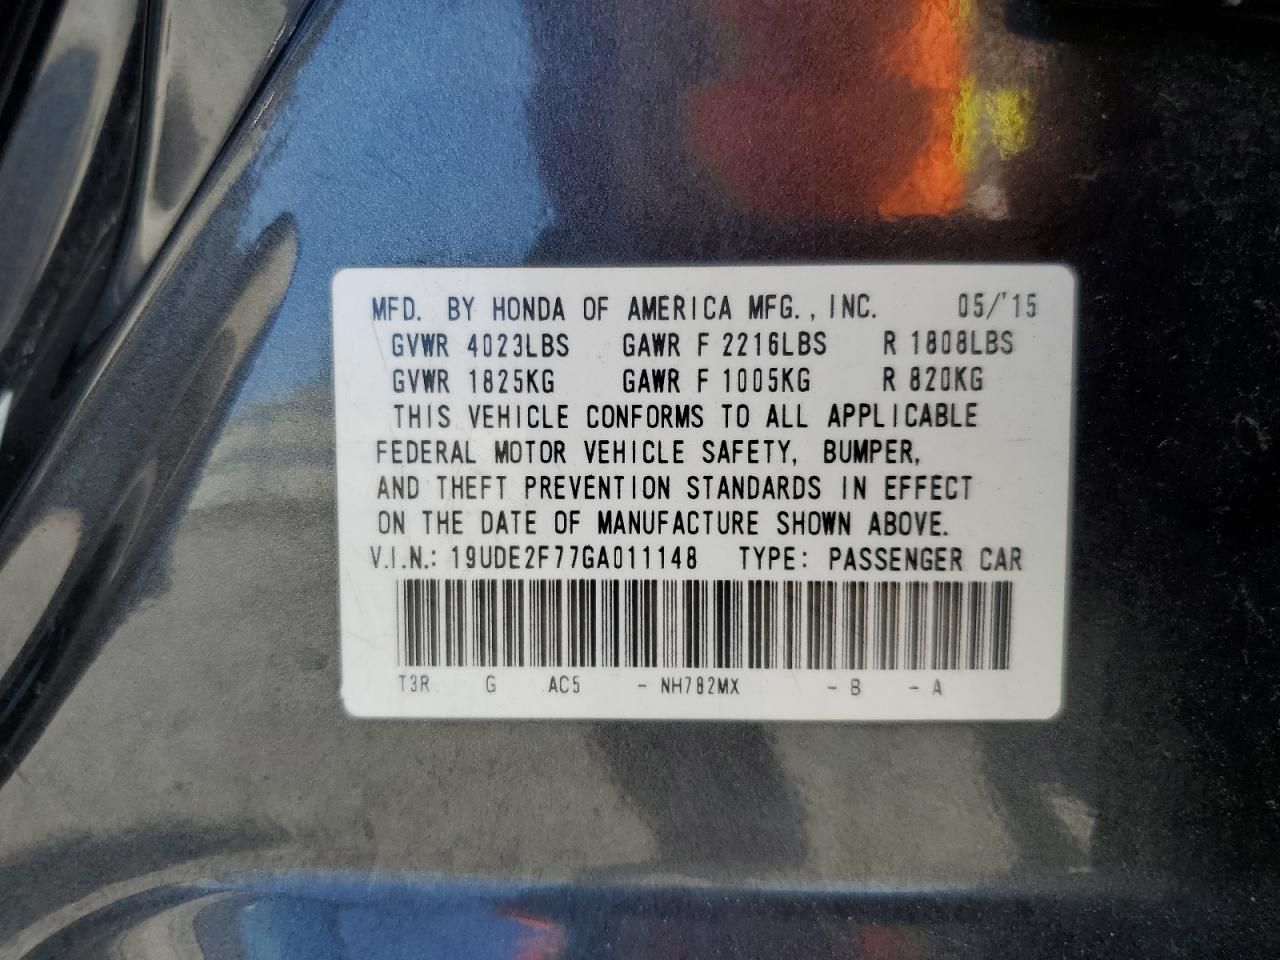 MFD. BY HONDA OF AMERICA MFG., INC. 05/'15
GVWR 4023LBS GAWR F 2216LBS R 1808LBS
GVWR 1825KG GAWR F 1005KG R 820KG
THIS VEHICLE CONFORMS TO ALL APPLICABLE
FEDERAL MOTOR VEHICLE SAFETY, BUMPER,
AND THEFT PREVENTION STANDARDS IN EFFECT
ON THE DATE OF MANUFACTURE SHOWN ABOVE.
V.I.N.: 19UDE2F77GA011148 TYPE: PASSENGER CAR
T3R G AC5 - NH782MX - B - A